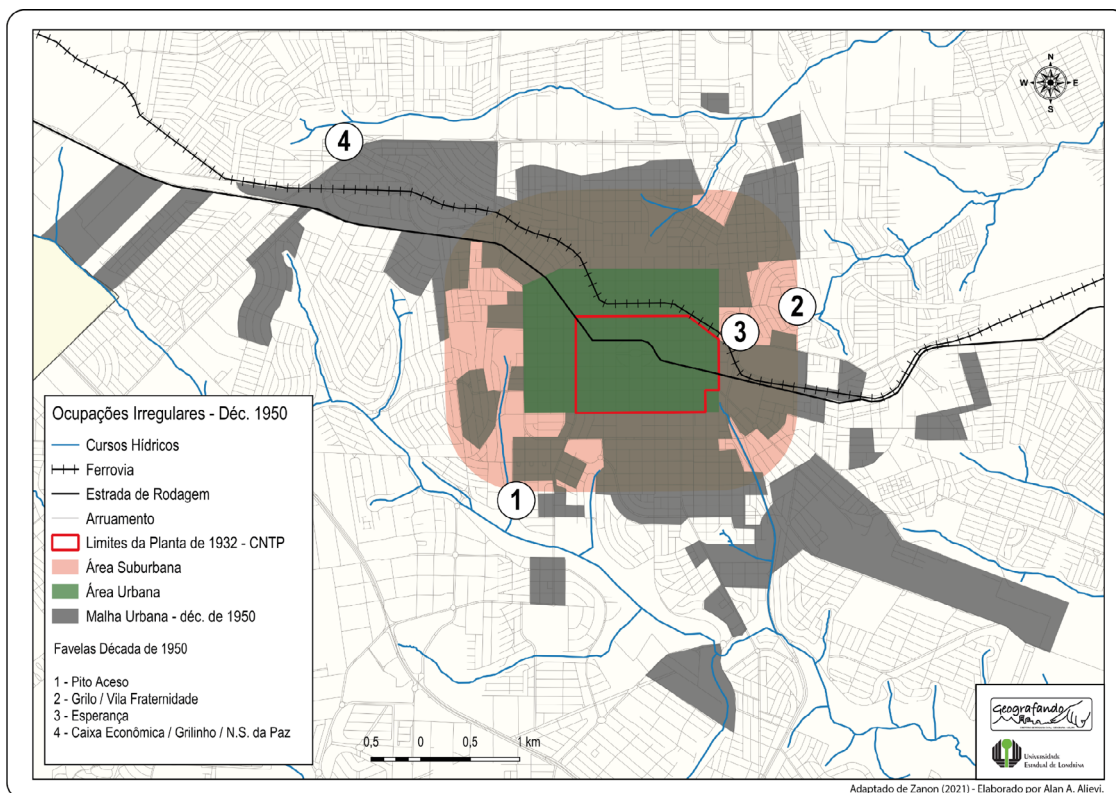 N
W
E
S
4
2
3
1
Ocupações Irregulares - Déc. 1950
Cursos Hídricos
Ferrovia
Estrada de Rodagem
Arruamento
Limites da Planta de 1932 - CNTP
Área Suburbana
Área Urbana
Malha Urbana - déc. de 1950
Favelas Década de 1950
1 - Pito Aceso
2 - Grilo / Vila Fraternidade
3 - Esperança
4 - Caixa Econômica / Grilinho / N.S. da Paz
0,5 0 0,5 1 km
Geografando
Universidade
Estadual de Londrina
Adaptado de Zanon (2021) - Elaborado por Alan A. Alievi.